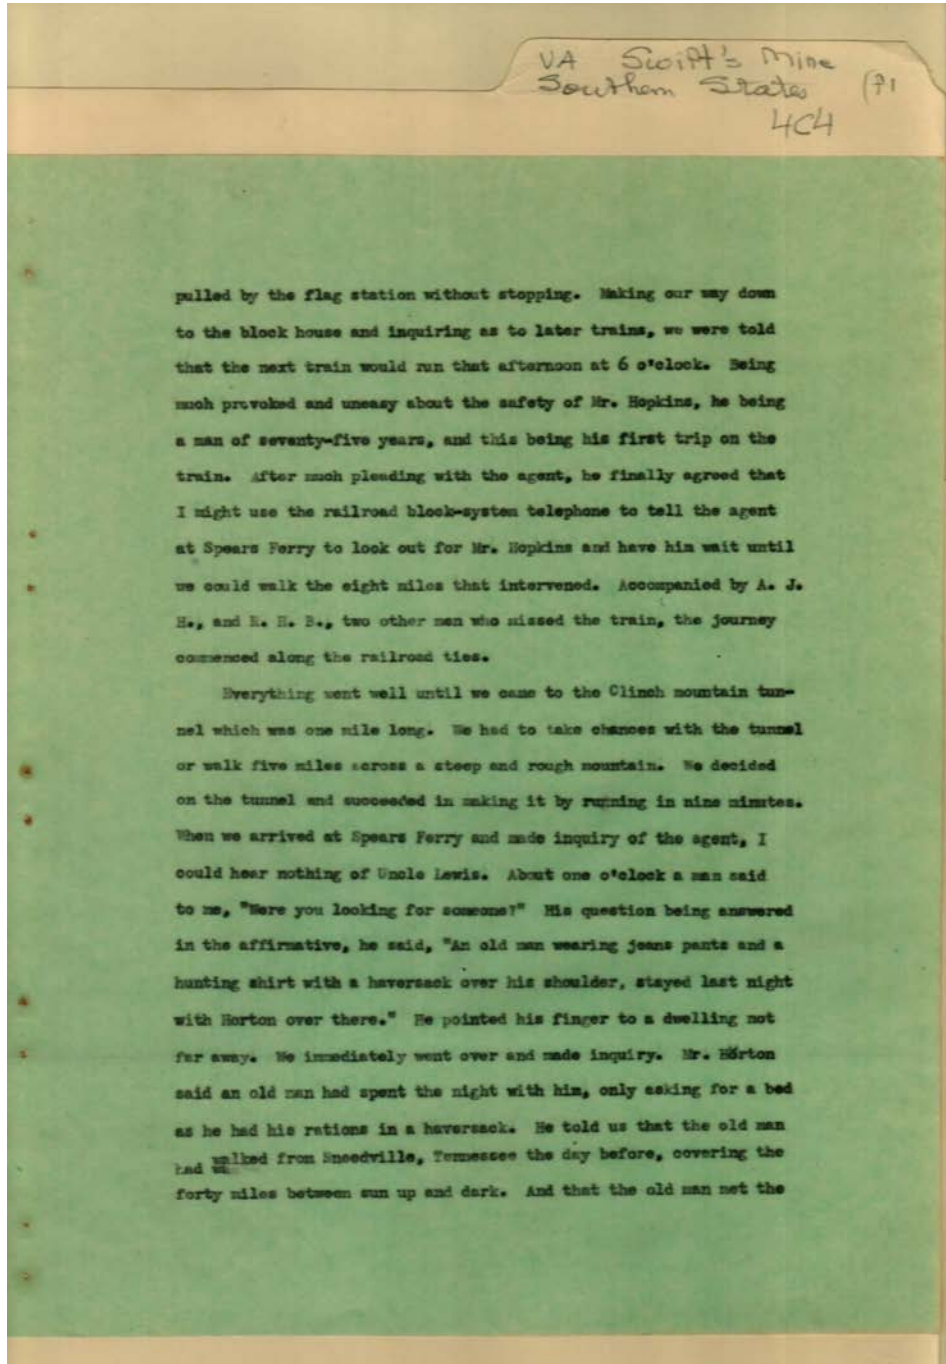 VA Swift's Mine
Southern States (P1
4C4
pulled by the flag station without stopping. Making our way down
to the block house and inquiring as to later trains, we were told
that the next train would run that afternoon at 6 o'clock. Being
much provoked and uneasy about the safety of Mr. Hopkins, he being
a man of seventy-five years, and this being his first trip on the
train. After much pleading with the agent, he finally agreed that
I might use the railroad block-system telephone to tell the agent
at Spears Ferry to look out for Mr. Hopkins and have him wait until
we could walk the eight miles that intervened. Accompanied by A. J.
H., and R. H. B., two other men who missed the train, the journey
commenced along the railroad ties.
Everything went well until we came to the Clinch mountain tun-
nel which was one mile long. We had to take chances with the tunnel
or walk five miles across a steep and rough mountain. We decided
on the tunnel and succeeded in making it by running in nine minutes.
When we arrived at Spears Ferry and made inquiry of the agent, I
could hear nothing of Uncle Lewis. About one o'clock a man said
to me, "Were you looking for someone?" His question being answered
in the affirmative, he said, "An old man wearing jeans pants and a
hunting shirt with a haversack over his shoulder, stayed last night
with Horton over there." He pointed his finger to a dwelling not
far away. We immediately went over and made inquiry. Mr. Horton
said an old man had spent the night with him, only asking for a bed
as he had his rations in a haversack. He told us that the old man
had walked from Sneedville, Tennessee the day before, covering the
forty miles between sun up and dark. And that the old man met the